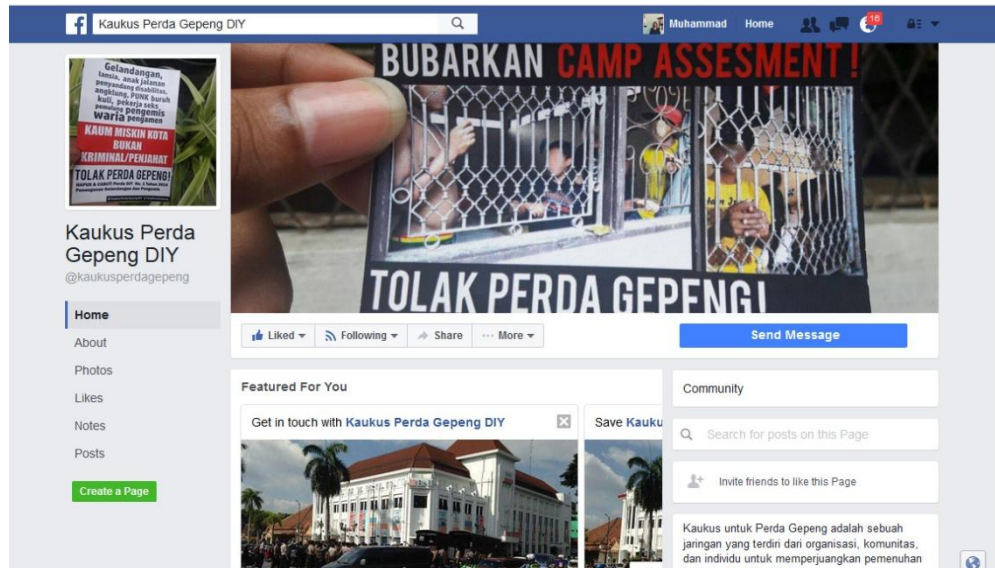 Kaukus Perda Gepeng DIY
Muhammad
Home
16
Gelandangan,
lansia, anak jalanan
penyandang disabilitas,
angklung, PUNK buruh
kuli, pekerja seks
pemulung pengemis
waria pengamen
KAUM MISKIN KOTA
BUKAN
KRIMINAL/PENJAHAT
TOLAK PERDA GEPENG!
BUBARKAN CAMP ASSESMENT!
TOLAK PERDA GEPENG!
Kaukus Perda
Gepeng DIY
@kaukusperdagepeng
Home
About
Photos
Likes
Notes
Posts
Create a Page
Liked
Following
Share
More
Send Message
Featured For You
Get in touch with Kaukus Perda Gepeng DIY
Save Kauku
Community
Search for posts on this Page
Invite friends to like this Page
Kaukus untuk Perda Gepeng adalah sebuah
jaringan yang terdiri dari organisasi, komunitas,
dan individu untuk memperjuangkan pemenuhan